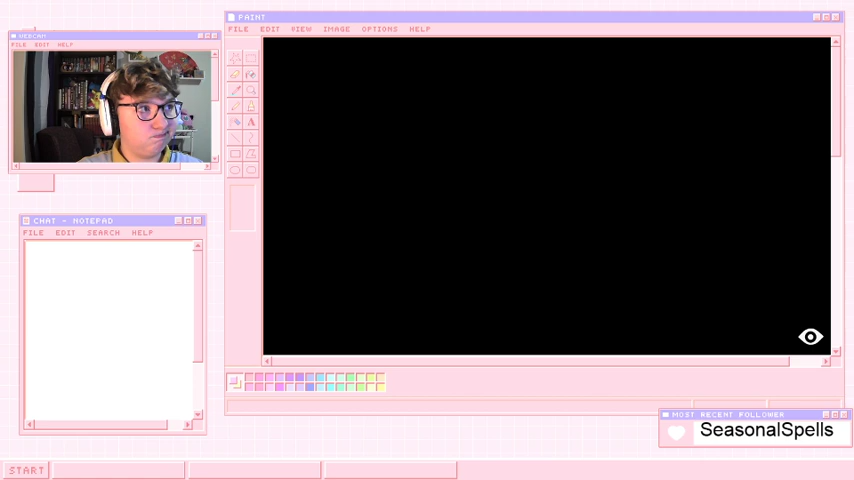 PAINT
FILE EDIT VIEW IMAGE OPTIONS HELP
WEBCAM
FILE EDIT HELP
A
CHAT - NOTEPAD
FILE EDIT SEARCH HELP
MOST RECENT FOLLOWER
SeasonalSpells
START